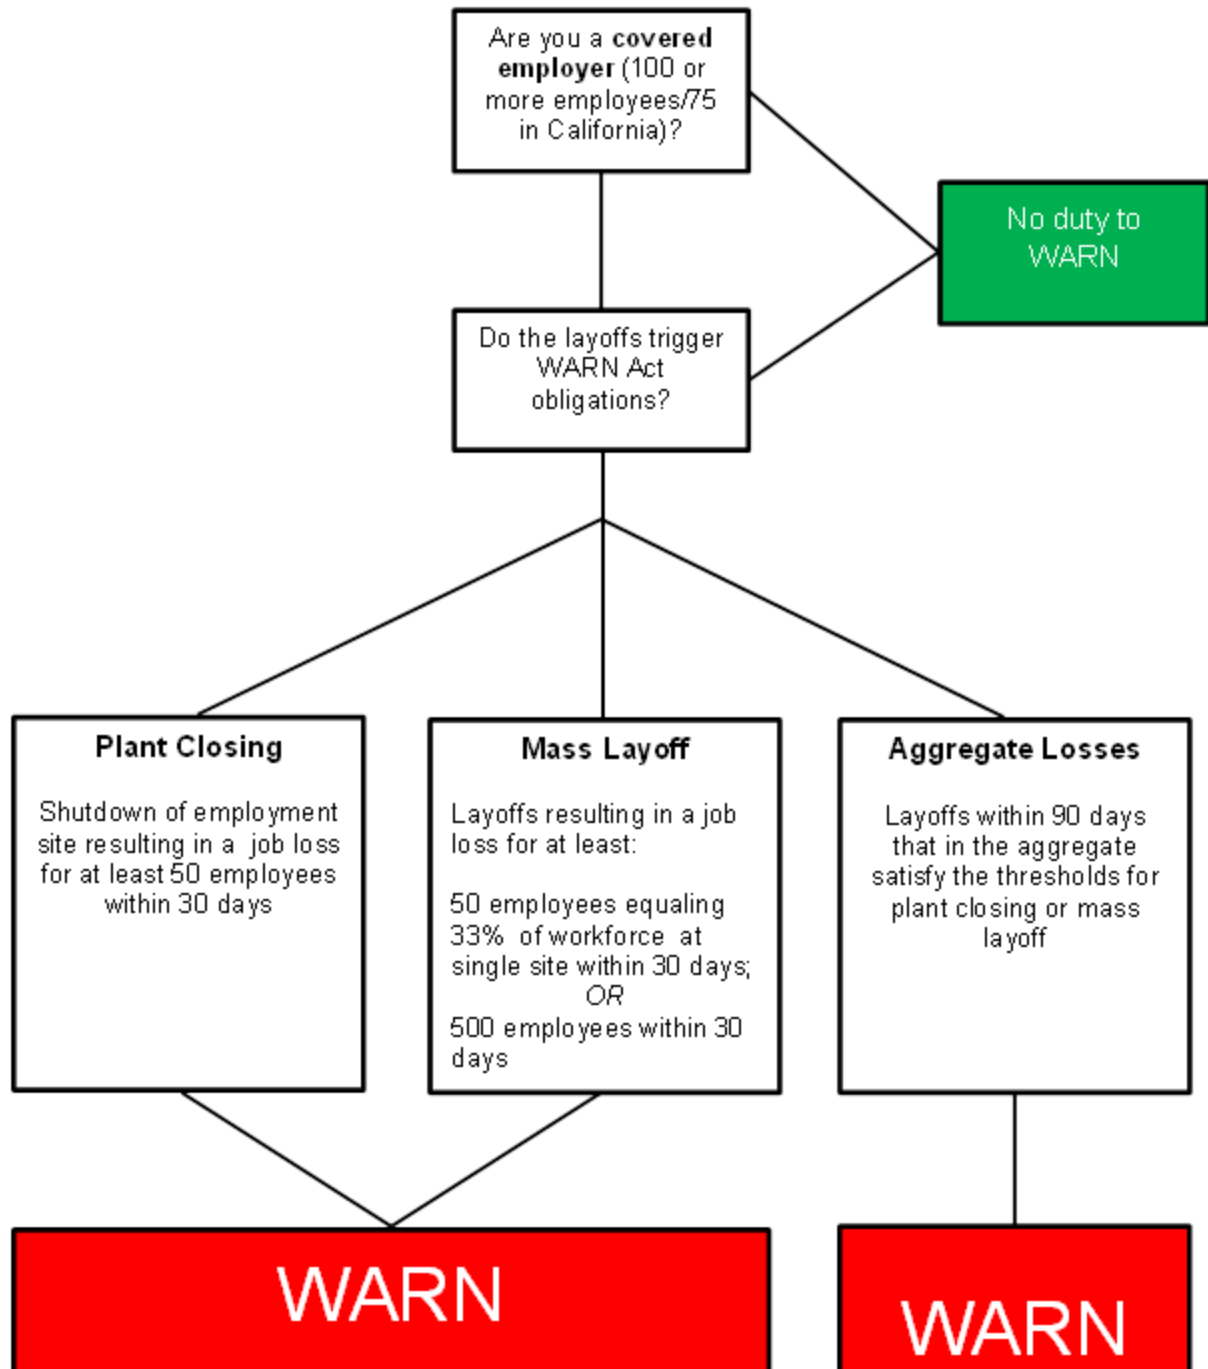 Are you a covered
employer (100 or
more employees/75
in California)?
No duty to
WARN
Do the layoffs trigger
WARN Act
obligations?
Plant Closing
Shutdown of employment
site resulting in a job loss
for at least 50 employees
within 30 days
Mass Layoff
Layoffs resulting in a job
loss for at least:
50 employees equaling
33% of workforce at
single site within 30 days;
OR
500 employees within 30
days
Aggregate Losses
Layoffs within 90 days
that in the aggregate
satisfy the thresholds for
plant closing or mass
layoff
WARN
WARN